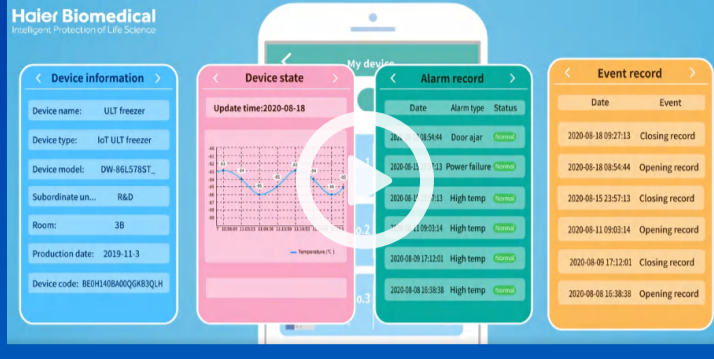 Haier Biomedical
Intelligent Protection of Life Science
My device
Device information
Device name: ULT freezer
Device type: IoT ULT freezer
Device model: DW-86L578ST_
Subordinate un... R&D
Room: 3B
Production date: 2019-11-3
Device code: BE0H140BA00QGKB3QLH
Device state
Update time:2020-08-18
Temperature (℃)
Alarm record
Date Alarm type Status
08:54:44 Door ajar Normal
Power failure Normal
High temp Normal
09:03:14 High temp Normal
2020-08-09 17:12:01 High temp Normal
2020-08-08 16:38:38 High temp Normal
Event record
Date Event
2020-08-18 09:27:13 Closing record
2020-08-18 08:54:44 Opening record
2020-08-15 23:57:13 Closing record
2020-08-11 09:03:14 Opening record
2020-08-09 17:12:01 Closing record
2020-08-08 16:38:38 Opening record